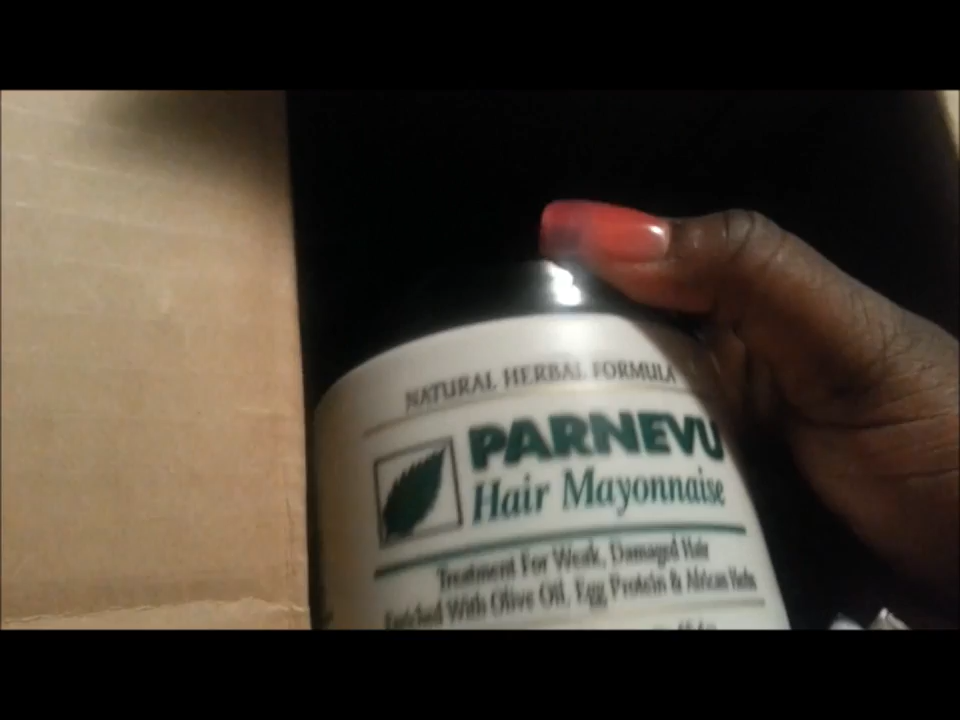 NATURAL HERBAL FORMULA
PARNEVU
Hair Mayonnaise
Treatment For Weak, Damaged Hair
Enriched With Olive Oil, Egg Protein & African Herbs